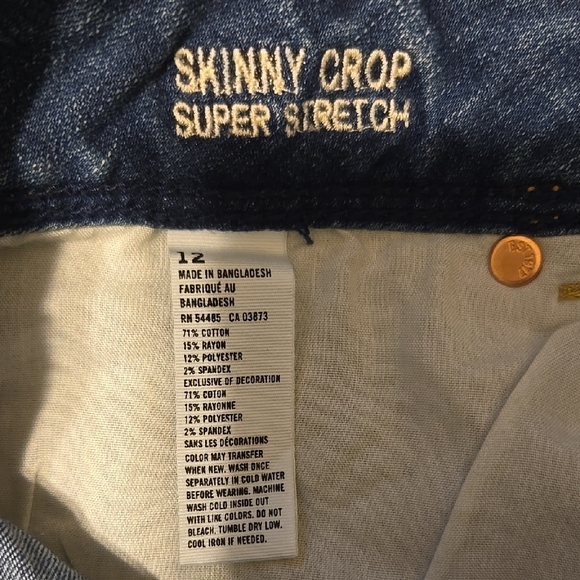 SKINNY CROP
SUPER STRETCH
12
MADE IN BANGLADESH
FABRIQUÉ AU
BANGLADESH
RN 54485 CA 03873
71% COTTON
15% RAYON
12% POLYESTER
2% SPANDEX
EXCLUSIVE OF DECORATION
71% COTON
15% RAYONNE
12% POLYESTER
2% SPANDEX
SANS LES DÉCORATIONS
COLOR MAY TRANSFER
WHEN NEW. WASH ONCE
SEPARATELY IN COLD WATER
BEFORE WEARING. MACHINE
WASH COLD INSIDE OUT
WITH LIKE COLORS. DO NOT
BLEACH. TUMBLE DRY LOW.
COOL IRON IF NEEDED.